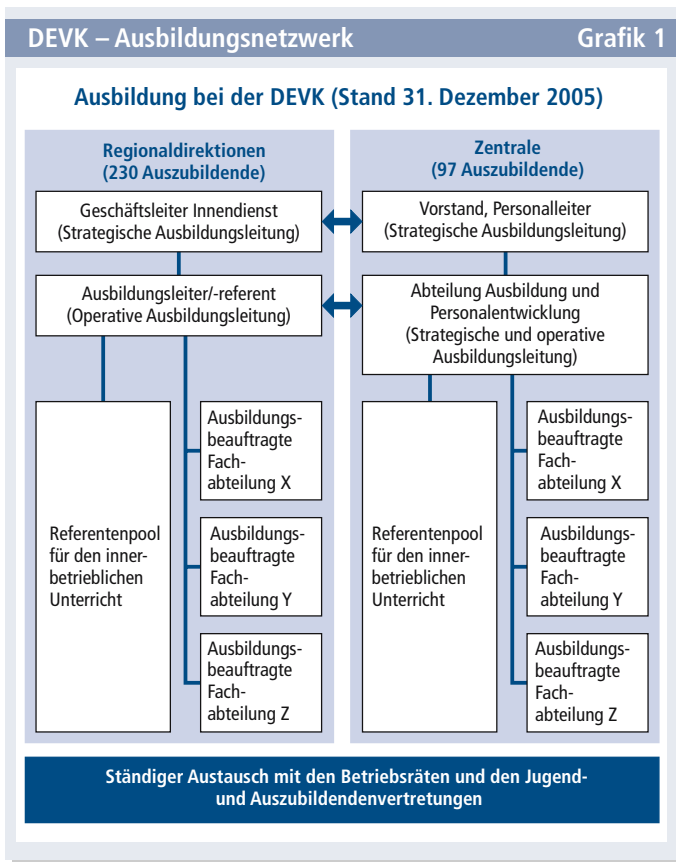 DEVK – Ausbildungsnetzwerk Grafik 1
Ausbildung bei der DEVK (Stand 31. Dezember 2005)
Regionaldirektionen
(230 Auszubildende)
Geschäftsleiter Innendienst
(Strategische Ausbildungsleitung)
Ausbildungsleiter/-referent
(Operative Ausbildungsleitung)
Referentenpool
für den inner-
betrieblichen
Unterricht
Ausbildungs-
beauftragte
Fach-
abteilung X
Ausbildungs-
beauftragte
Fach-
abteilung Y
Ausbildungs-
beauftragte
Fach-
abteilung Z
Zentrale
(97 Auszubildende)
Vorstand, Personalleiter
(Strategische Ausbildungsleitung)
Abteilung Ausbildung und
Personalentwicklung
(Strategische und operative
Ausbildungsleitung)
Referentenpool
für den inner-
betrieblichen
Unterricht
Ausbildungs-
beauftragte
Fach-
abteilung X
Ausbildungs-
beauftragte
Fach-
abteilung Y
Ausbildungs-
beauftragte
Fach-
abteilung Z
Ständiger Austausch mit den Betriebsräten und den Jugend-
und Auszubildendenvertretungen